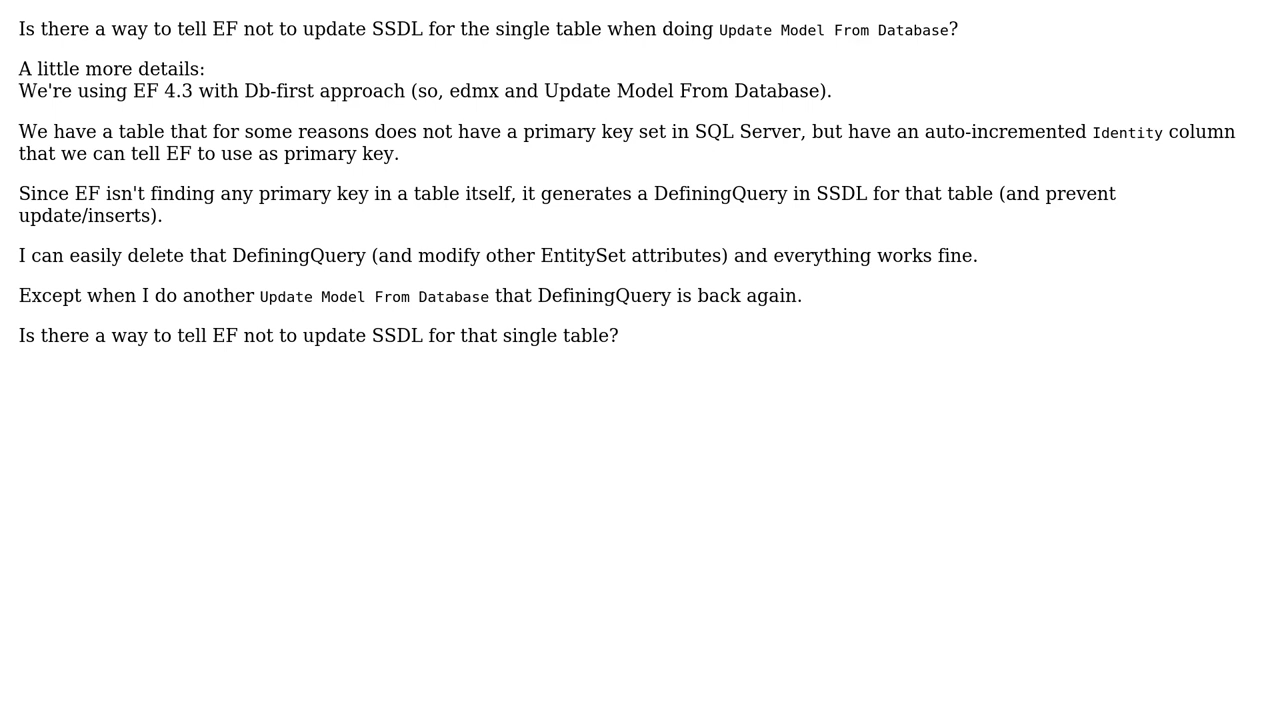 Is there a way to tell EF not to update SSDL for the single table when doing Update Model From Database?
A little more details:
We're using EF 4.3 with Db-first approach (so, edmx and Update Model From Database).
We have a table that for some reasons does not have a primary key set in SQL Server, but have an auto-incremented Identity column
that we can tell EF to use as primary key.
Since EF isn't finding any primary key in a table itself, it generates a DefiningQuery in SSDL for that table (and prevent
update/inserts).
I can easily delete that DefiningQuery (and modify other EntitySet attributes) and everything works fine.
Except when I do another Update Model From Database that DefiningQuery is back again.
Is there a way to tell EF not to update SSDL for that single table?